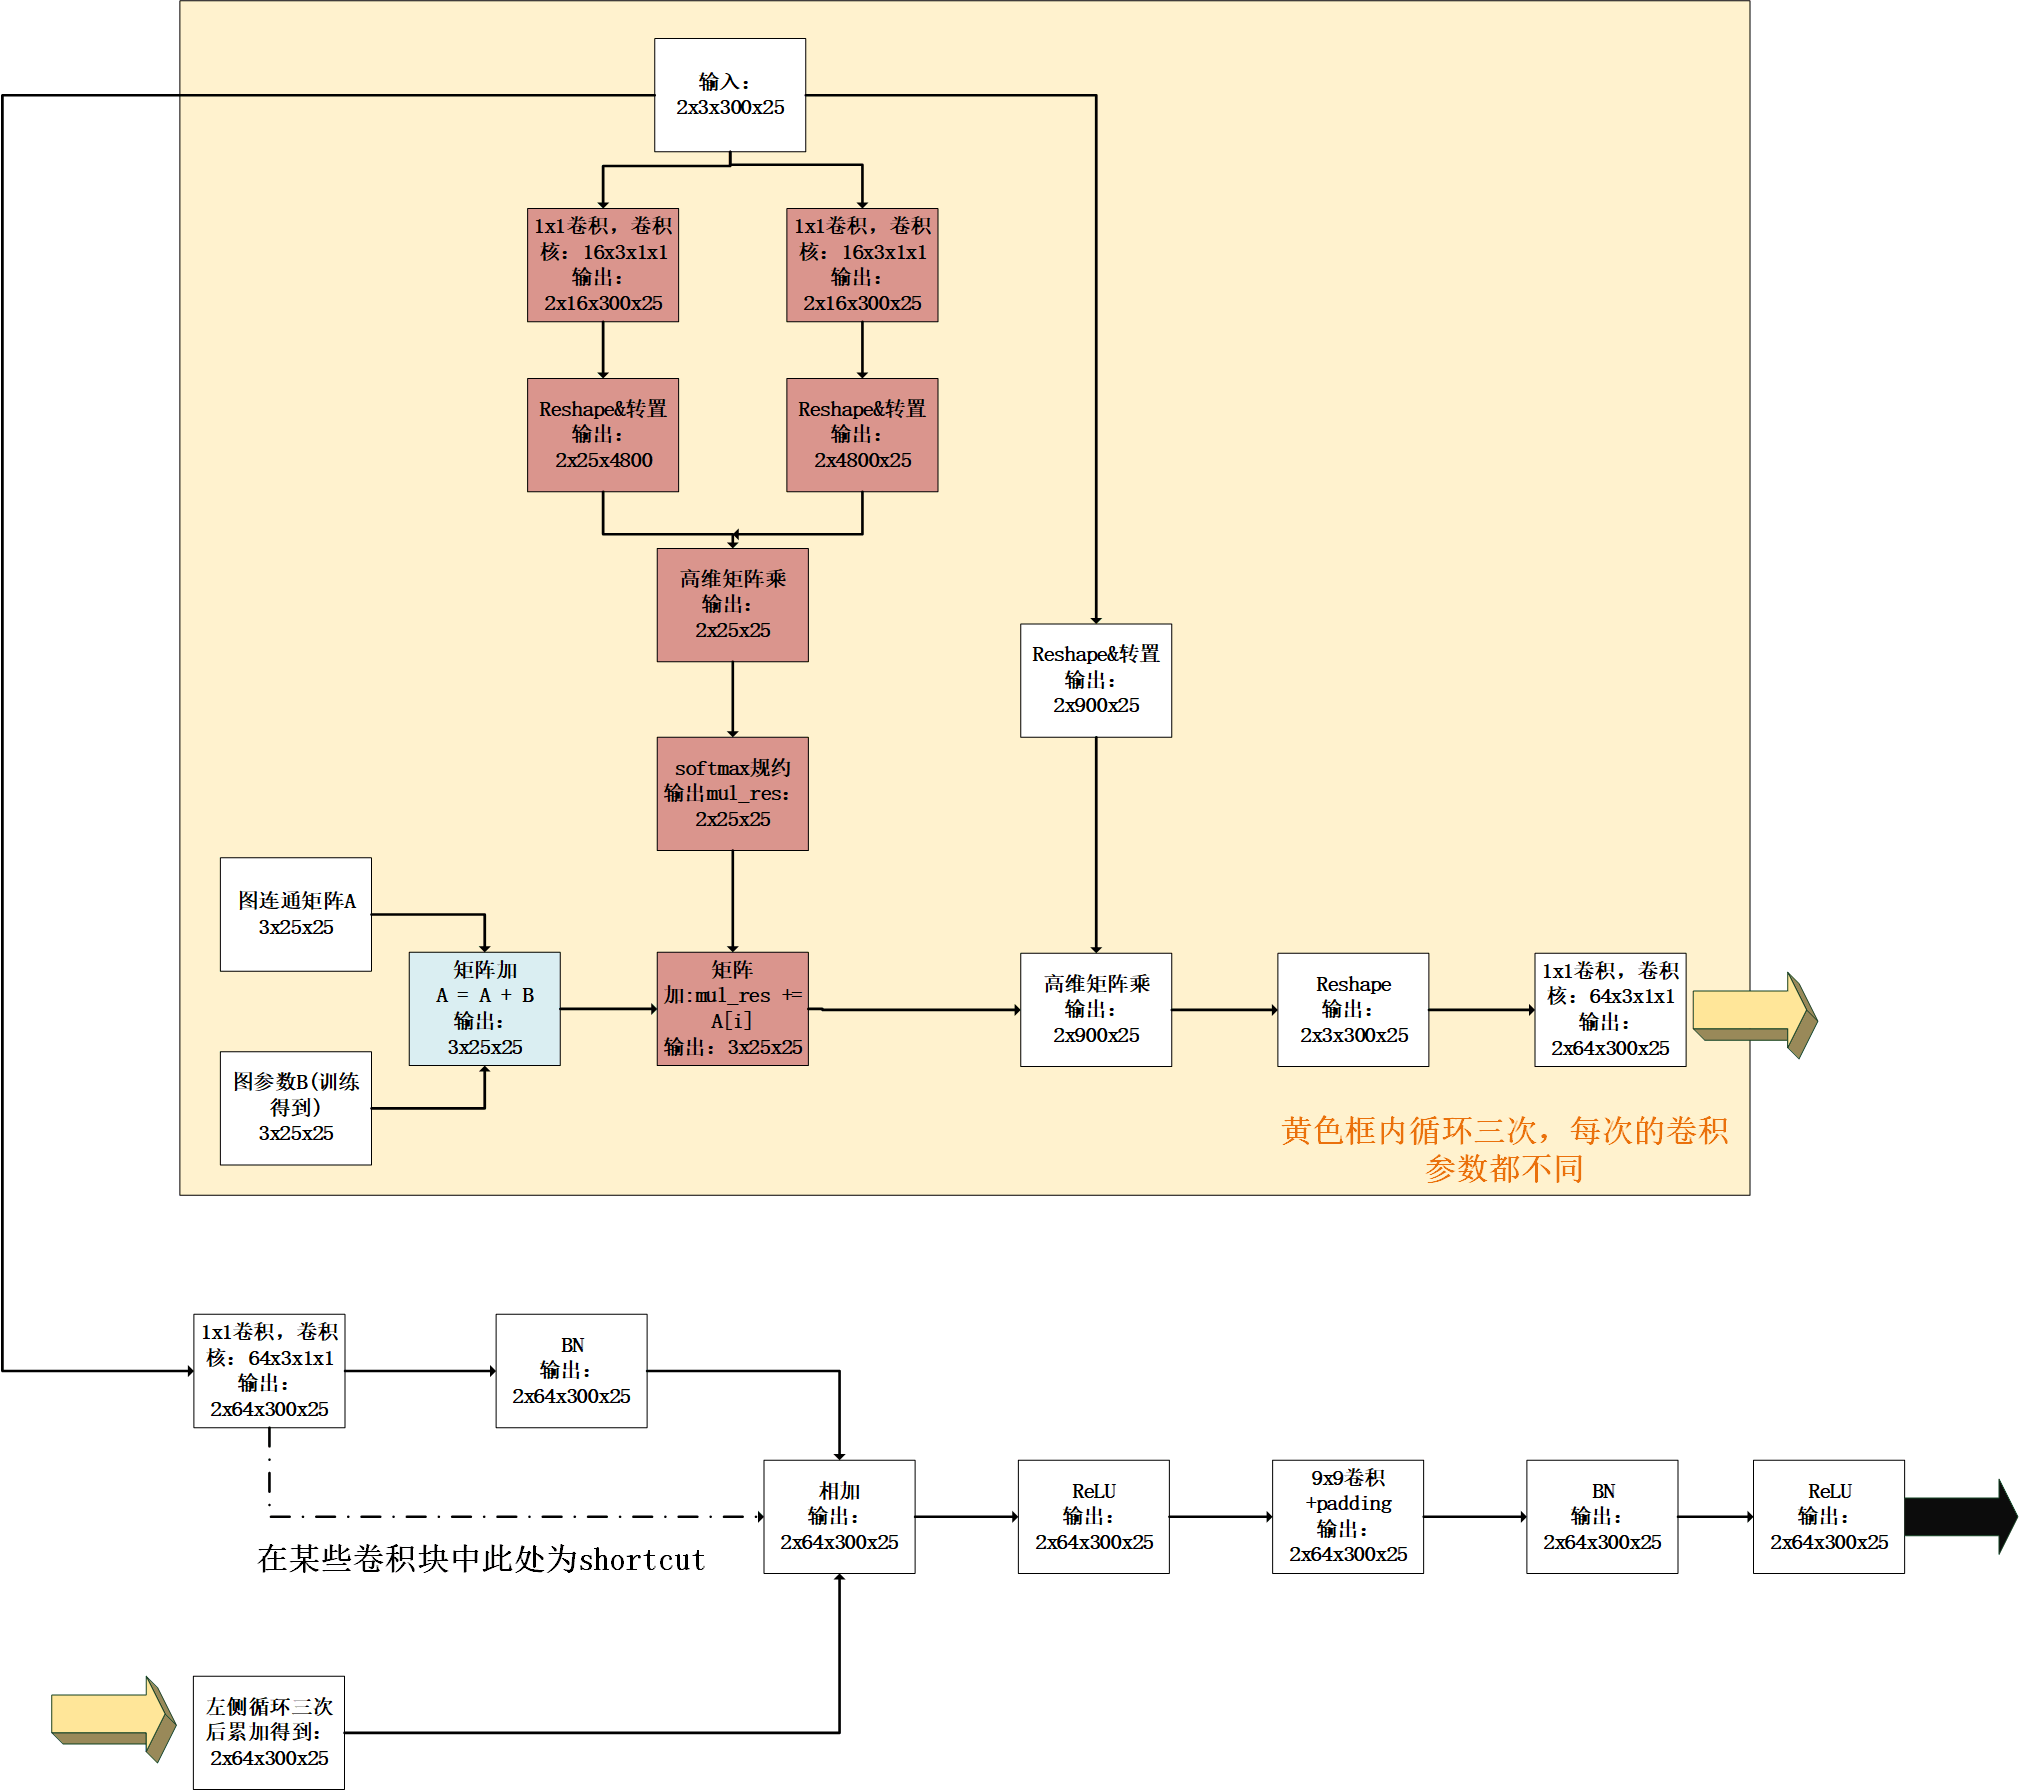 输入：
2x3x300x25
1x1卷积，卷积
核：16x3x1x1
输出：
2x16x300x25
1x1卷积，卷积
核：16x3x1x1
输出：
2x16x300x25
Reshape&转置
输出：
2x25x4800
Reshape&转置
输出：
2x4800x25
高维矩阵乘
输出：
2x25x25
Reshape&转置
输出：
2x900x25
softmax规约
输出mul_res：
2x25x25
图连通矩阵A
3x25x25
矩阵加
A = A + B
输出：
3x25x25
矩阵
加:mul_res +=
A[i]
输出：3x25x25
高维矩阵乘
输出：
2x900x25
Reshape
输出：
2x3x300x25
1x1卷积，卷积
核：64x3x1x1
输出：
2x64x300x25
图参数B(训练
得到)
3x25x25
黄色框内循环三次，每次的卷积
参数都不同
1x1卷积，卷积
核：64x3x1x1
输出：
2x64x300x25
BN
输出：
2x64x300x25
相加
输出：
2x64x300x25
ReLU
输出：
2x64x300x25
9x9卷积
+padding
输出：
2x64x300x25
BN
输出：
2x64x300x25
ReLU
输出：
2x64x300x25
在某些卷积块中此处为shortcut
左侧循环三次
后累加得到：
2x64x300x25